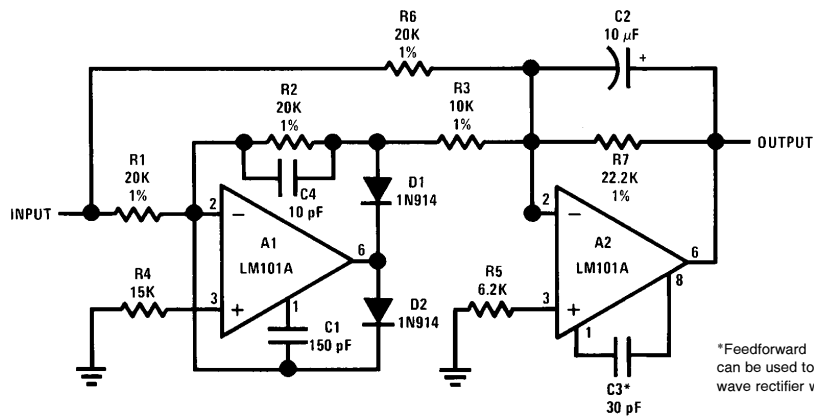 R6
20K
1%
C2
10 μF
+
R2
20K
1%
R3
10K
1%
OUTPUT
R7
22.2K
1%
R1
20K
1%
C4
10 pF
D1
1N914
INPUT
2
−
A1
LM101A
6
3
+
1
R4
15K
C1
150 pF
D2
1N914
2
−
A2
LM101A
6
8
3
+
1
R5
6.2K
C3*
30 pF
*Feedforward
can be used to
wave rectifier w